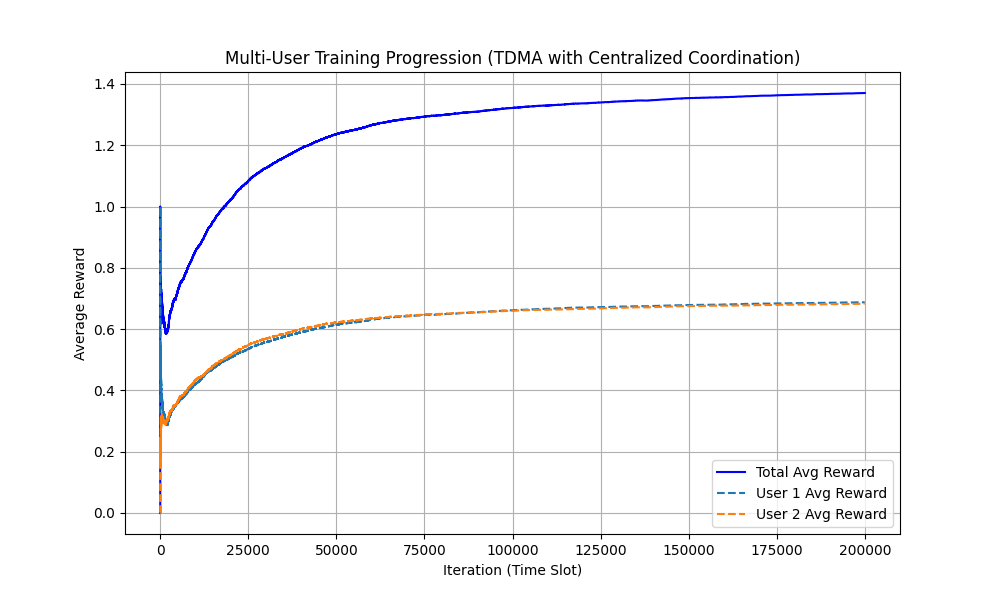 Multi-User Training Progression (TDMA with Centralized Coordination)
1.4
1.2
1.0
0.8
0.6
0.4
0.2
0.0
Average Reward
Total Avg Reward
User 1 Avg Reward
User 2 Avg Reward
0 25000 50000 75000 100000 125000 150000 175000 200000
Iteration (Time Slot)